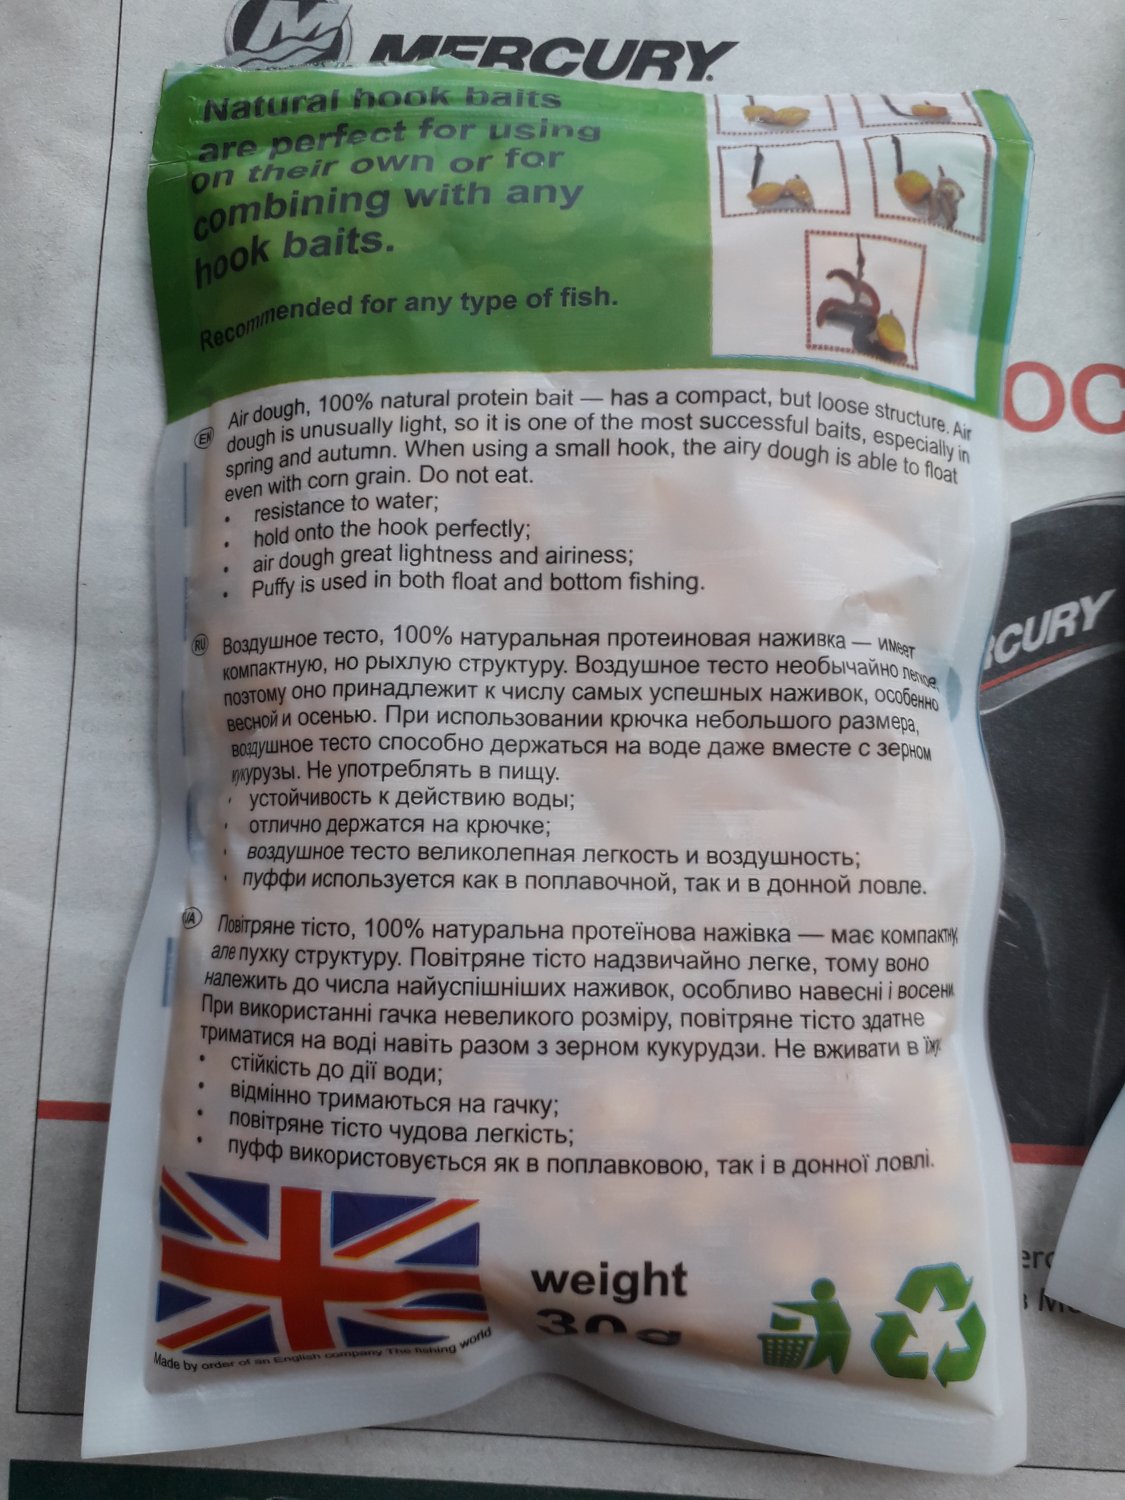 MERCURY
Natural hook baits
are perfect for using
on their own or for
combining with any
hook baits.
Recommended for any type of fish.
EN
Air dough, 100% natural protein bait — has a compact, but loose structure. Air
dough is unusually light, so it is one of the most successful baits, especially in
spring and autumn. When using a small hook, the airy dough is able to float
even with corn grain. Do not eat.
• resistance to water;
• hold onto the hook perfectly;
• air dough great lightness and airiness;
• Puffy is used in both float and bottom fishing.
RU
Воздушное тесто, 100% натуральная протеиновая наживка — имеет
компактную, но рыхлую структуру. Воздушное тесто необычайно легкое,
поэтому оно принадлежит к числу самых успешных наживок, особенно
весной и осенью. При использовании крючка небольшого размера,
воздушное тесто способно держаться на воде даже вместе с зерном
кукурузы. Не употреблять в пищу.
• устойчивость к действию воды;
• отлично держатся на крючке;
• воздушное тесто великолепная легкость и воздушность;
• пуффи используется как в поплавочной, так и в донной ловле.
UA
Повітряне тісто, 100% натуральна протеїнова нажівка — має компактну,
але пухку структуру. Повітряне тісто надзвичайно легке, тому воно
належить до числа найуспішніших наживок, особливо навесні і восени.
При використанні гачка невеликого розміру, повітряне тісто здатне
триматися на воді навіть разом з зерном кукурудзи. Не вживати в їжу.
• стійкість до дії води;
• відмінно тримаються на гачку;
• повітряне тісто чудова легкість;
• пуфф використовується як в поплавковою, так і в донної ловлі.
weight
30g
Made by order of an English company The fishing world
OC
RCURY